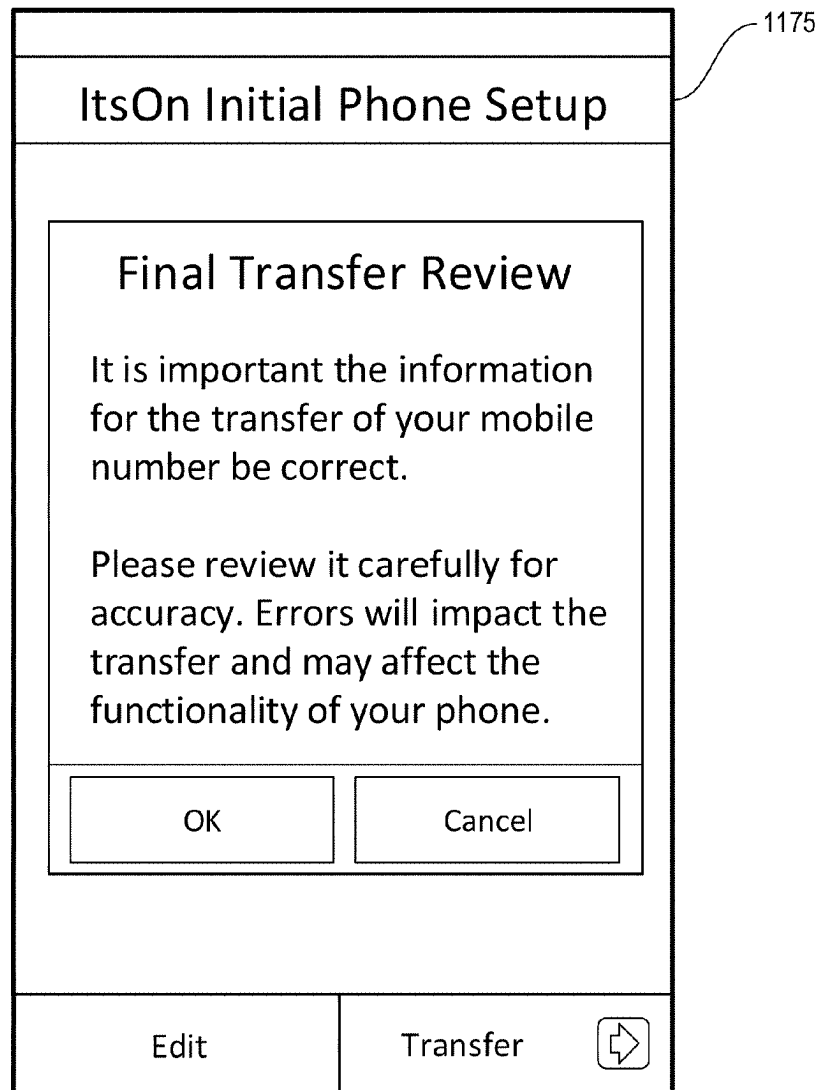 1175
ItsOn Initial Phone Setup
Final Transfer Review
It is important the information
for the transfer of your mobile
number be correct.
Please review it carefully for
accuracy. Errors will impact the
transfer and may affect the
functionality of your phone.
OK
Cancel
Edit
Transfer